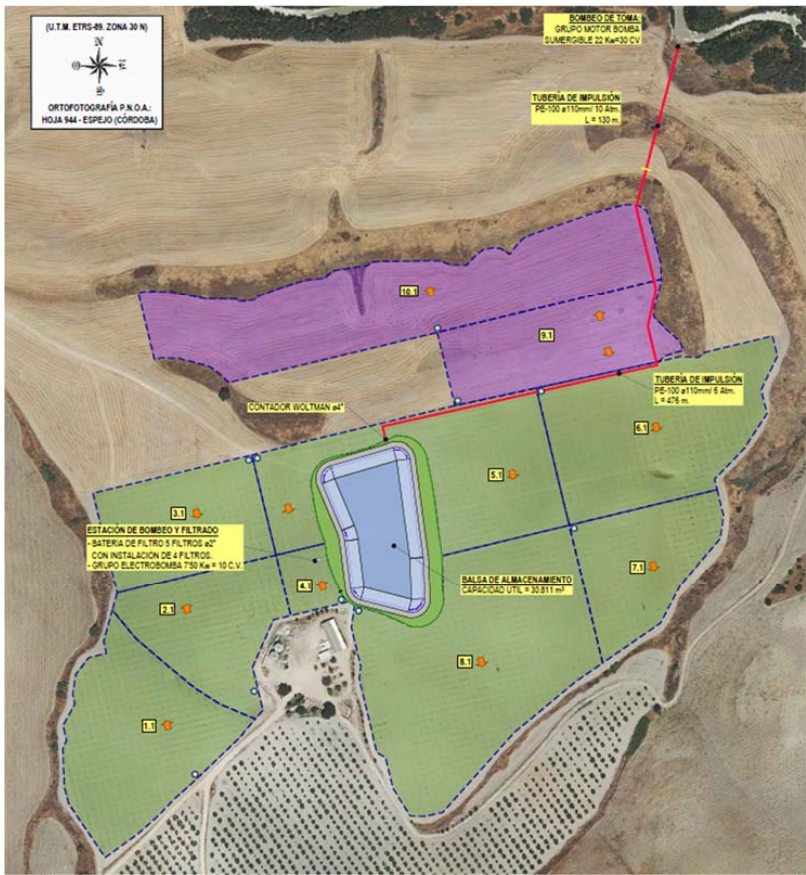 (U.T.M. ETRS-89. ZONA 30 N)
N
O
E
S
ORTOFOTOGRAFÍA P.N.O.A.:
HOJA 944 - ESPEJO (CÓRDOBA)
BOMBEO DE TOMA:
GRUPO MOTOR BOMBA
SUMERGIBLE 22 Kw=30 CV
TUBERÍA DE IMPULSIÓN
PE-100 ø110mm/ 10 Atm.
L = 130 m.
10.1
9.1
TUBERÍA DE IMPULSIÓN
PE-100 ø110mm/ 6 Atm.
L = 476 m.
CONTADOR WOLTMAN ø4"
6.1
5.1
3.1
ESTACIÓN DE BOMBEO Y FILTRADO
- BATERIA DE FILTRO 5 FILTROS ø2"
CON INSTALACIÓN DE 4 FILTROS.
- GRUPO ELECTROBOMBA 7'50 Kw = 10 C.V.
4.1
BALSA DE ALMACENAMIENTO
CAPACIDAD UTIL = 30.811 m³
7.1
2.1
8.1
1.1